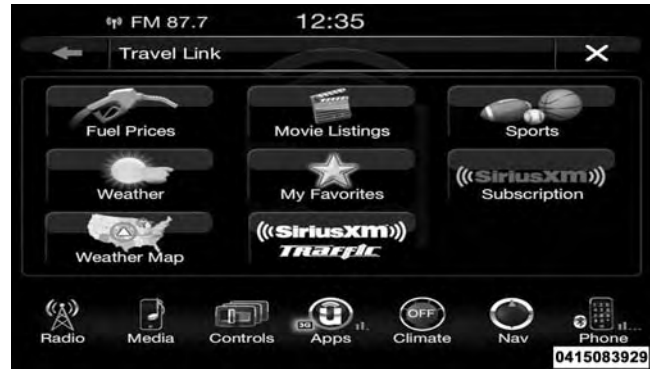 FM 87.7 12:35
Travel Link
Fuel Prices Movie Listings Sports
Weather My Favorites ((SiriusXM)) Subscription
Weather Map ((SiriusXM)) Traffic
3G OFF
Radio Media Controls Apps Climate Nav Phone
0415083929